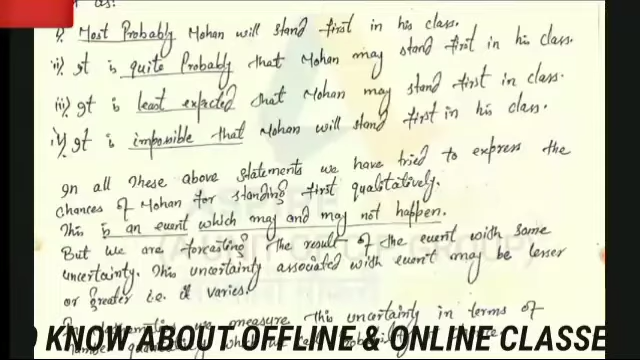 as:
i) Most Probably Mohan will stand first in his class.
ii) It is quite Probably that Mohan may stand first in his class.
iii) It is least expected that Mohan may stand first in class.
iv) It is impossible that Mohan will stand first in his class.
In all these above statements we have tried to express the
chances of Mohan for standing first qualitatively.
This is an event which may and may not happen.
But we are forcasting the result of the event with some
uncertainty. This uncertainty associated with event may be lesser
or greater i.e. it varies.
measure this uncertainty in terms of
O KNOW ABOUT OFFLINE & ONLINE CLASSE